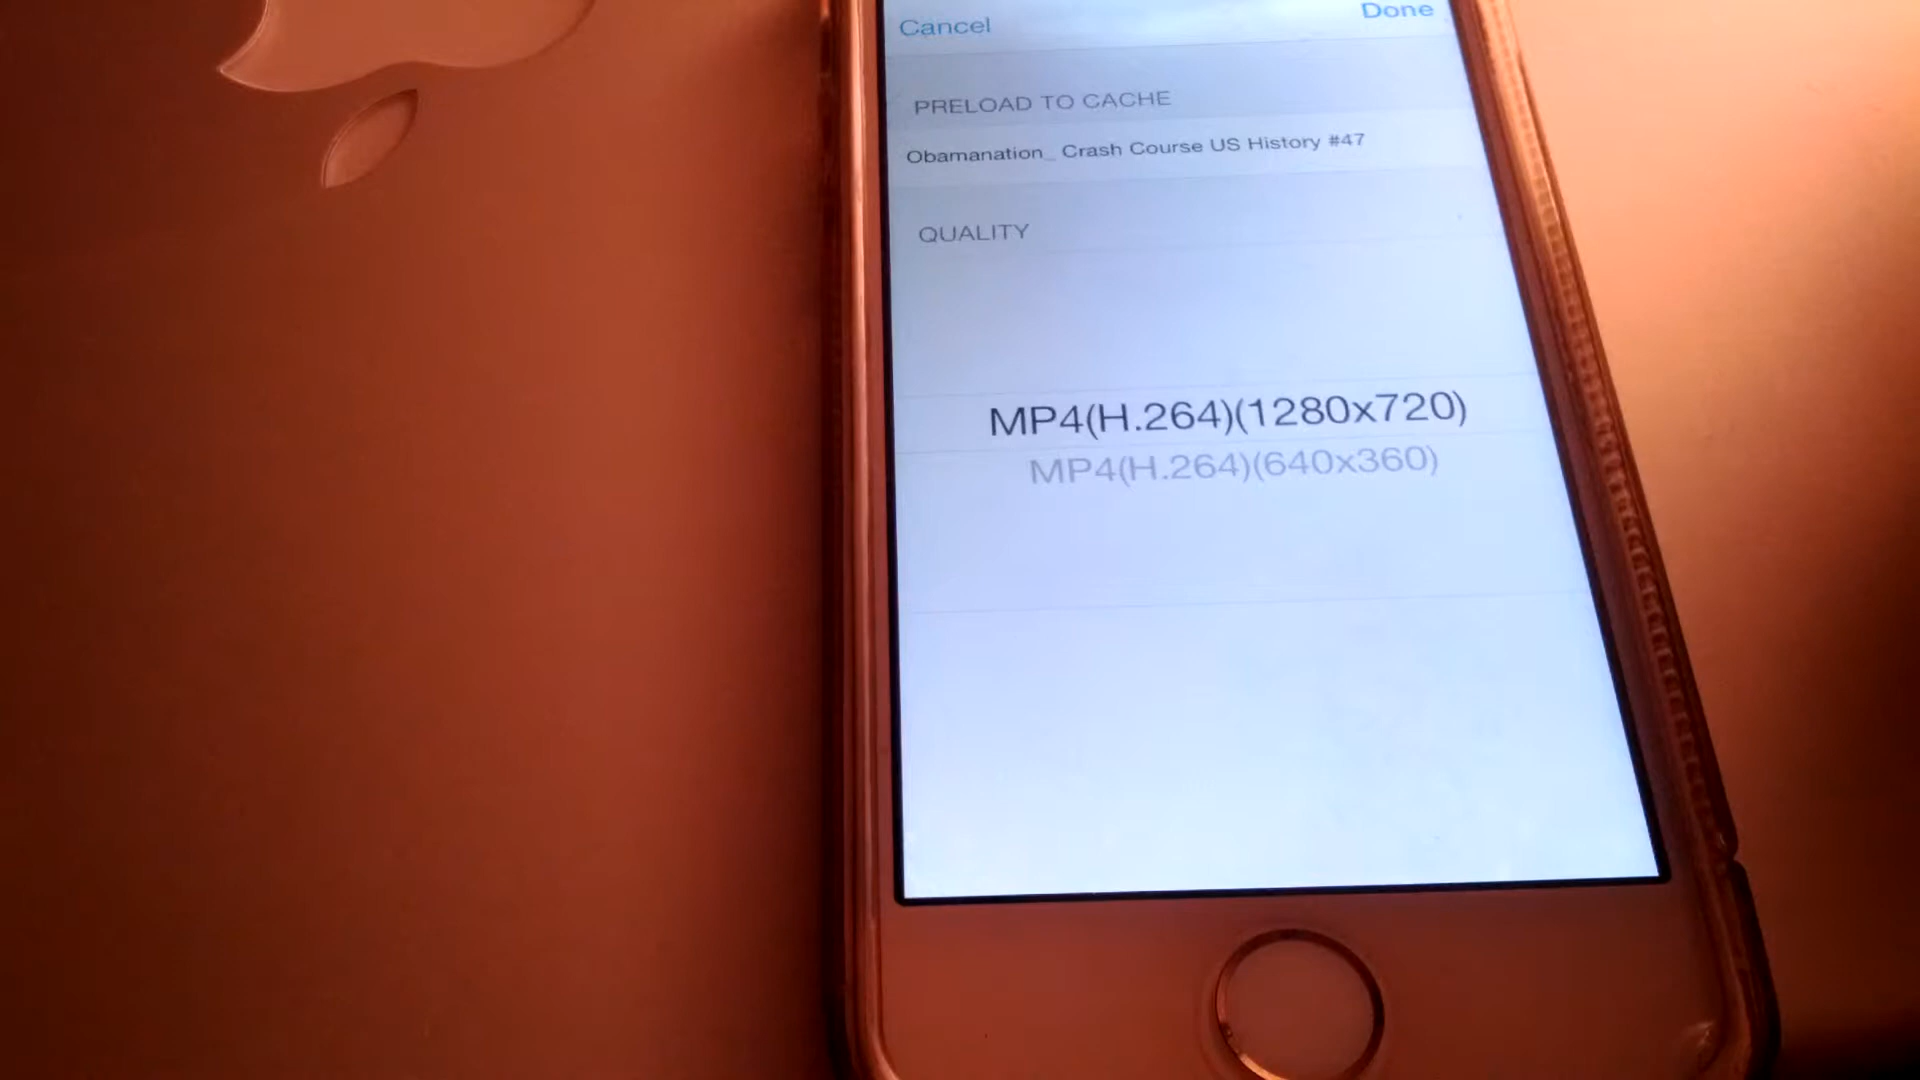 Cancel
Done
PRELOAD TO CACHE
Obamanation_ Crash Course US History #47
QUALITY
MP4(H.264)(1280x720)
MP4(H.264)(640x360)